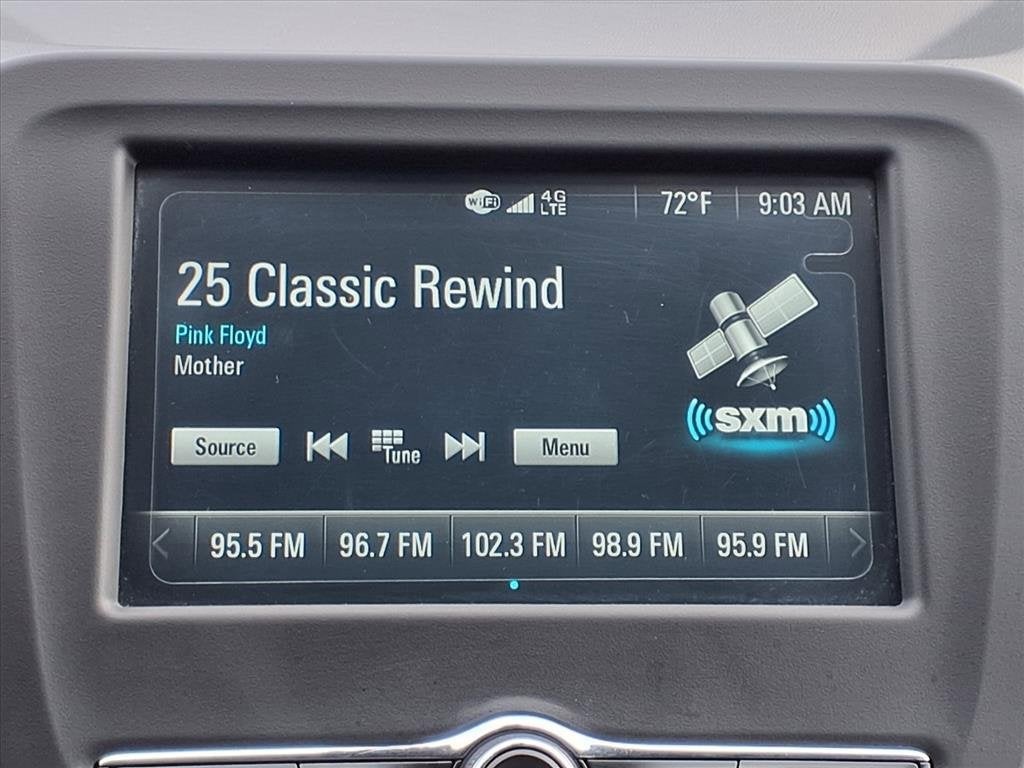 WiFi 4G LTE 72°F 9:03 AM
25 Classic Rewind
Pink Floyd
Mother
sxm
Source Tune Menu
95.5 FM 96.7 FM 102.3 FM 98.9 FM 95.9 FM